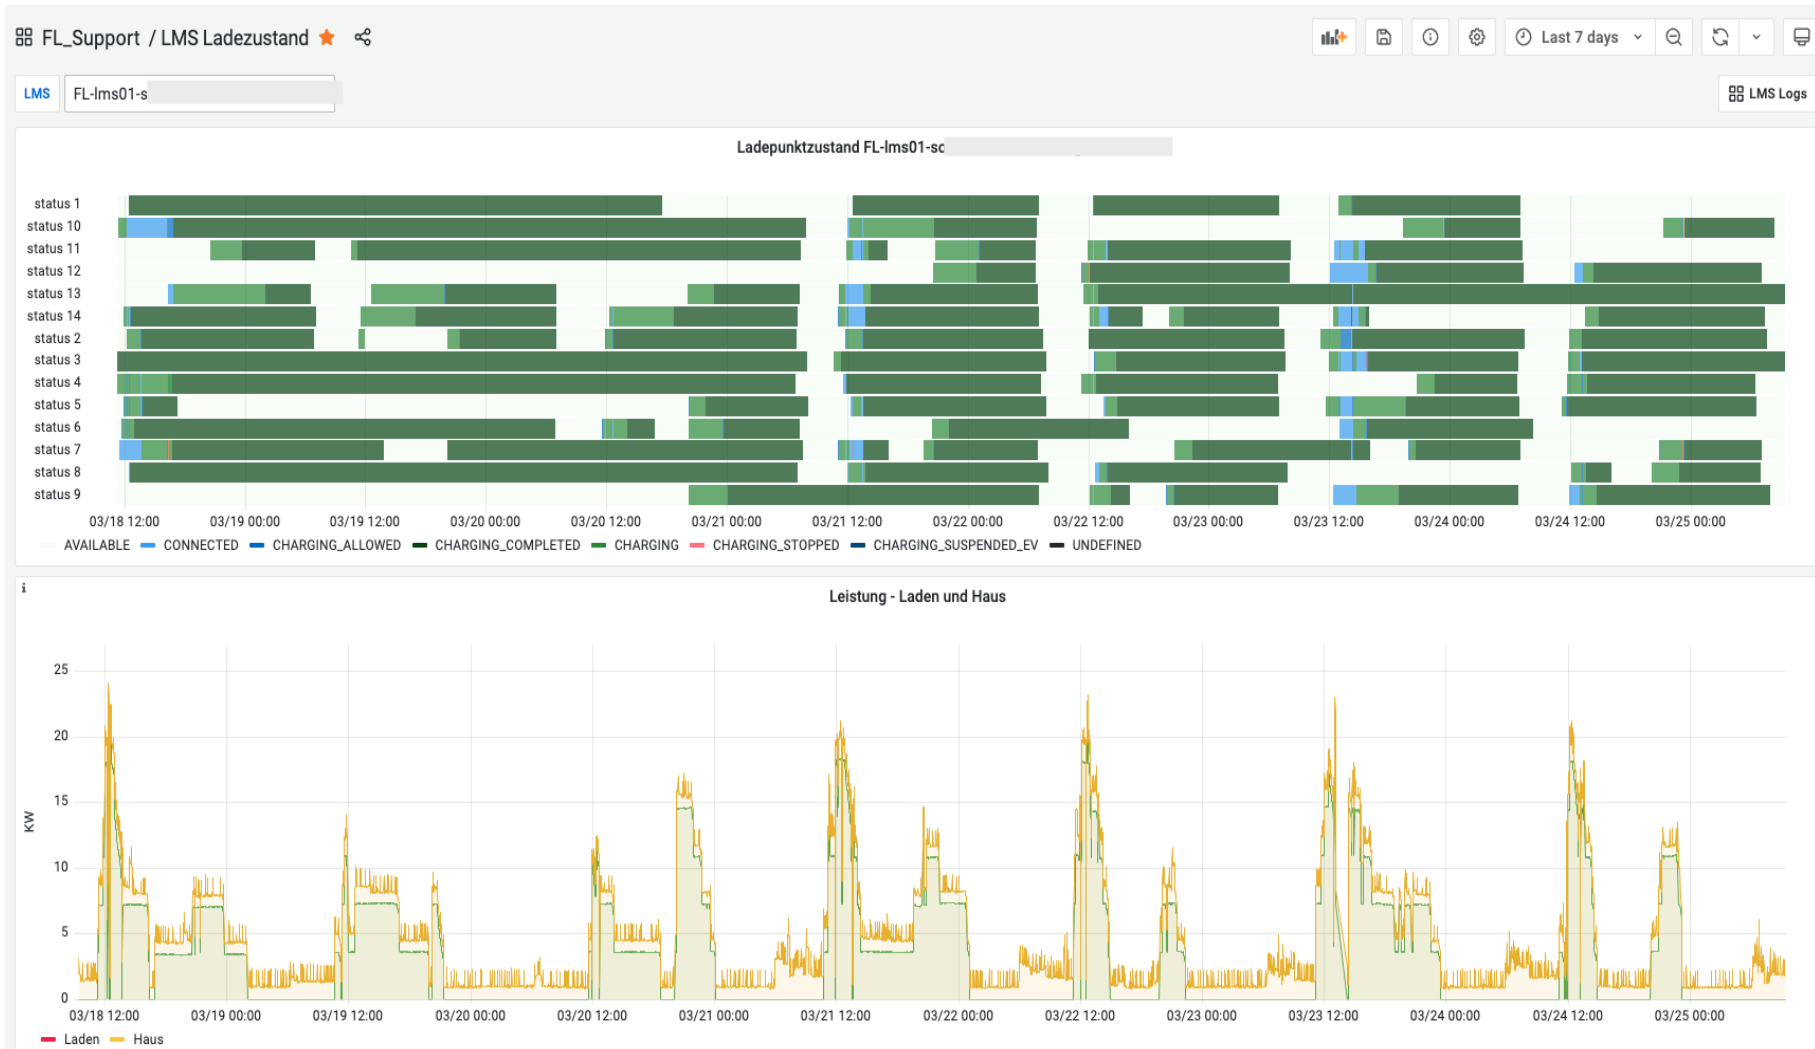 FL_Support / LMS Ladezustand
Last 7 days
LMS
FL-lms01-s
LMS Logs
Ladepunktzustand FL-lms01-sc
status 1
status 10
status 11
status 12
status 13
status 14
status 2
status 3
status 4
status 5
status 6
status 7
status 8
status 9
03/18 12:00 03/19 00:00 03/19 12:00 03/20 00:00 03/20 12:00 03/21 00:00 03/21 12:00 03/22 00:00 03/22 12:00 03/23 00:00 03/23 12:00 03/24 00:00 03/24 12:00 03/25 00:00
AVAILABLE CONNECTED CHARGING_ALLOWED CHARGING_COMPLETED CHARGING CHARGING_STOPPED CHARGING_SUSPENDED_EV UNDEFINED
i
Leistung - Laden und Haus
25
20
15
KW
10
5
0
03/18 12:00 03/19 00:00 03/19 12:00 03/20 00:00 03/20 12:00 03/21 00:00 03/21 12:00 03/22 00:00 03/22 12:00 03/23 00:00 03/23 12:00 03/24 00:00 03/24 12:00 03/25 00:00
Laden Haus